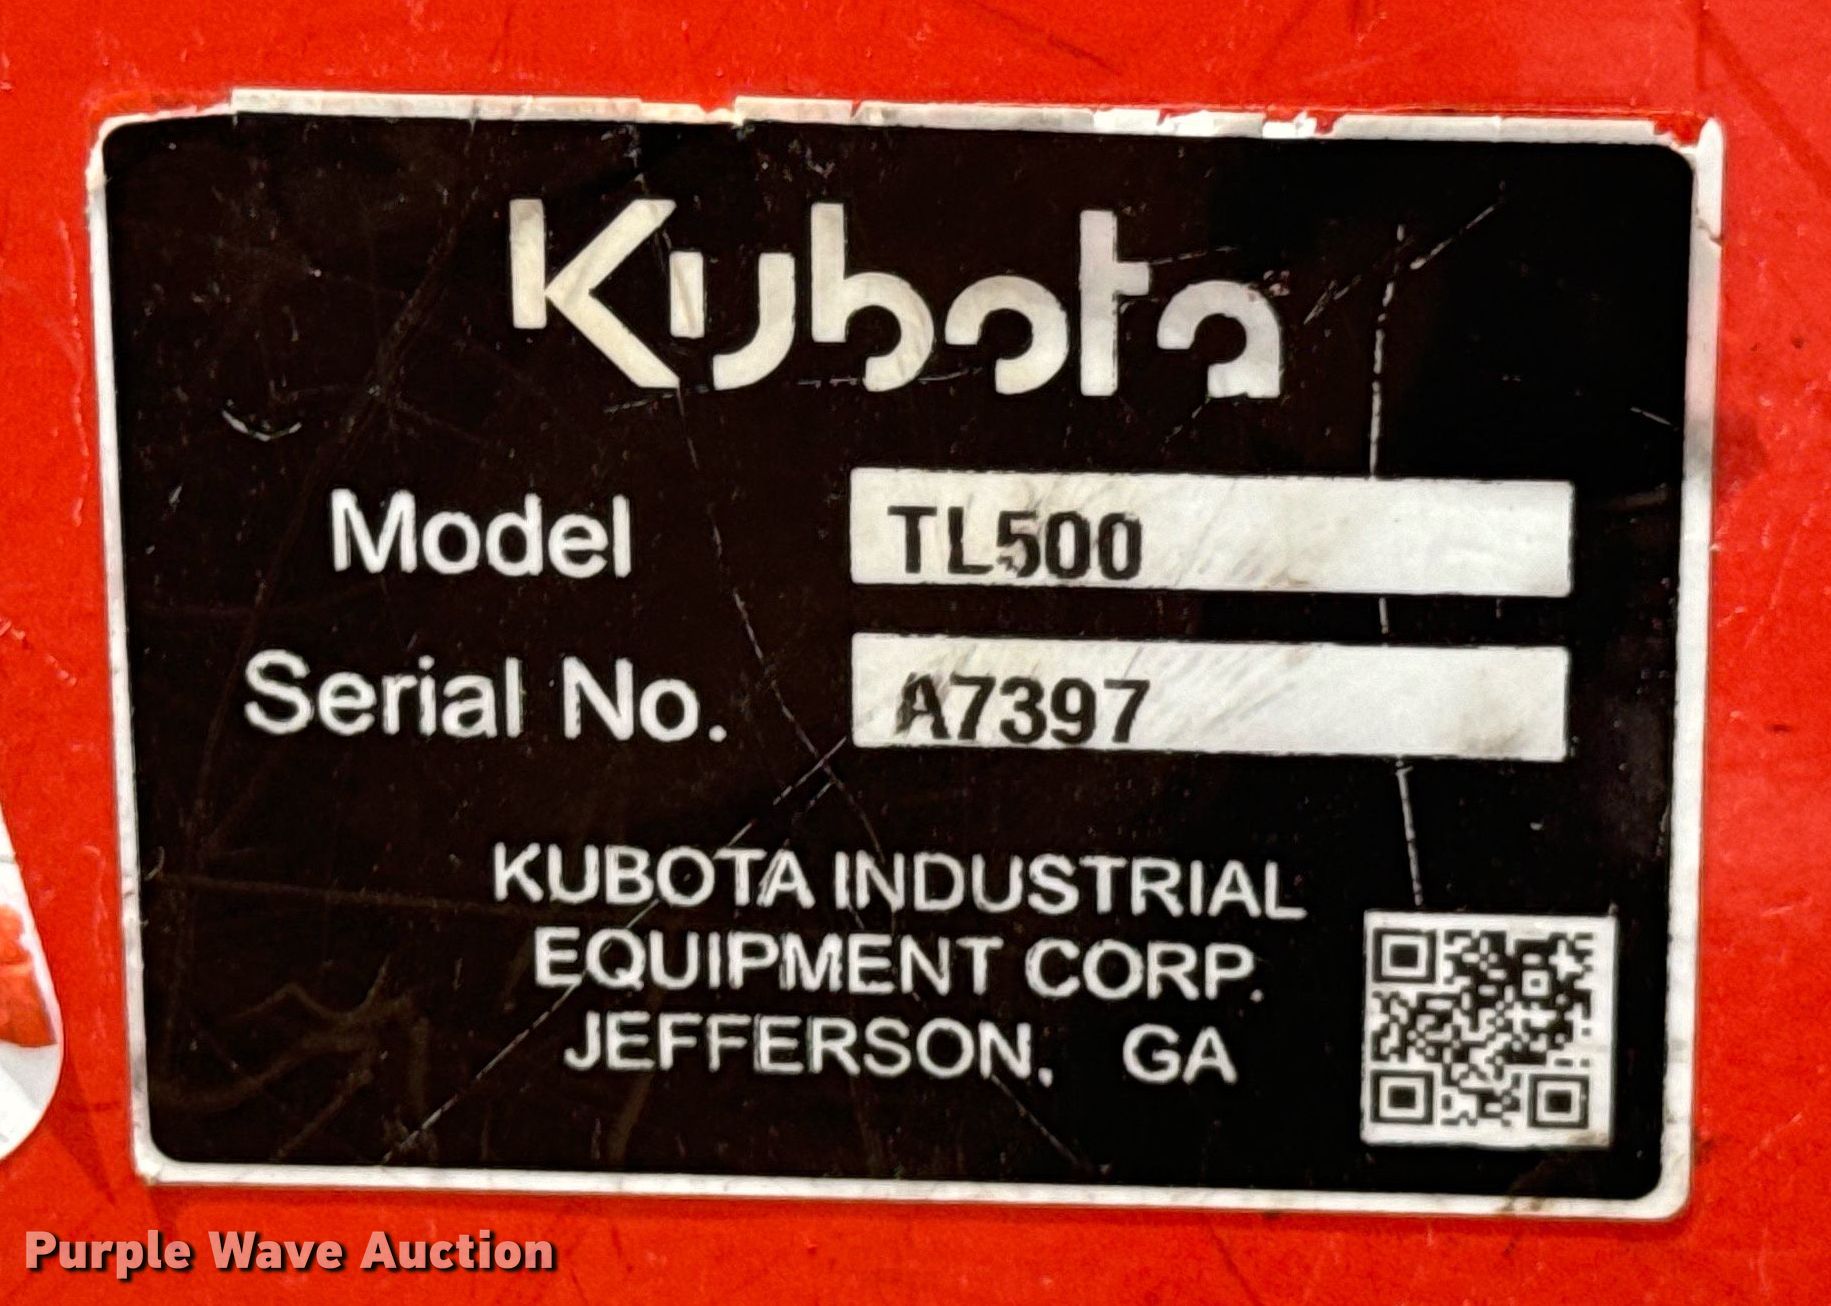 Kubota
Model TL500
Serial No. A7397
KUBOTA INDUSTRIAL
EQUIPMENT CORP.
JEFFERSON, GA
Purple Wave Auction